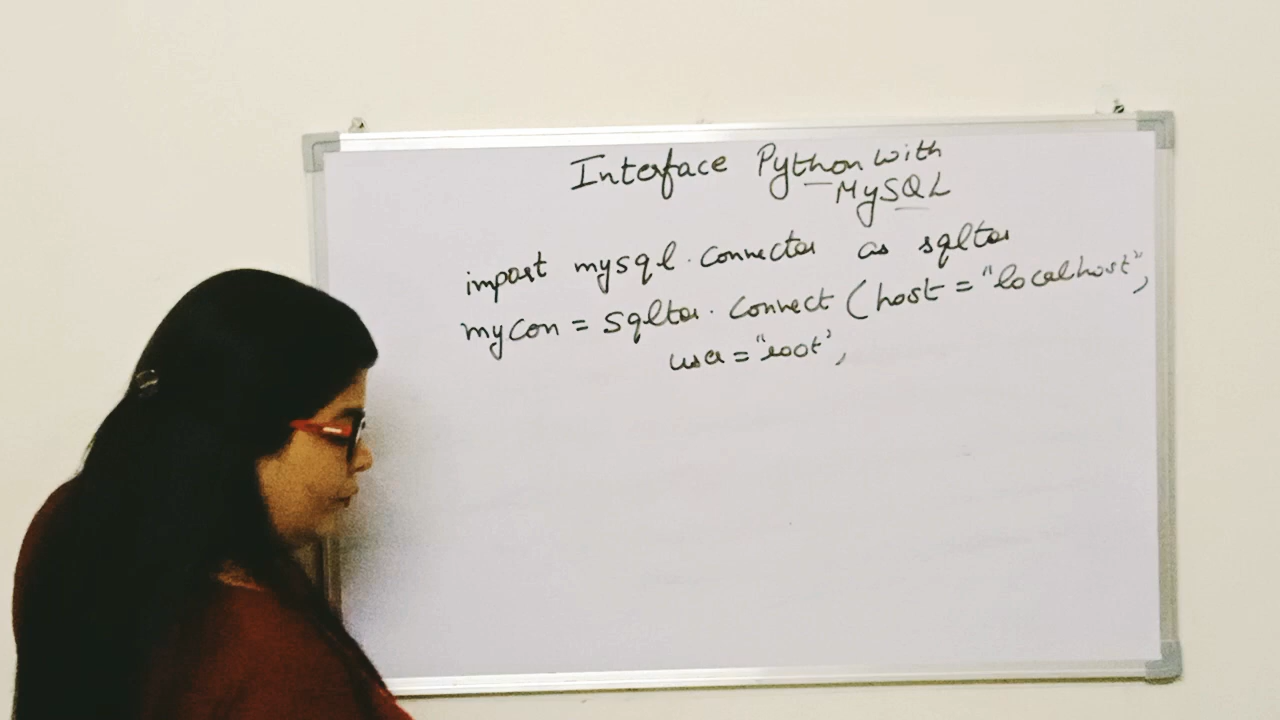 Interface Python with
MySQL
import mysql.connector as sqltor
mycon = sqltor.connect (host = "localhost",
user = "root",